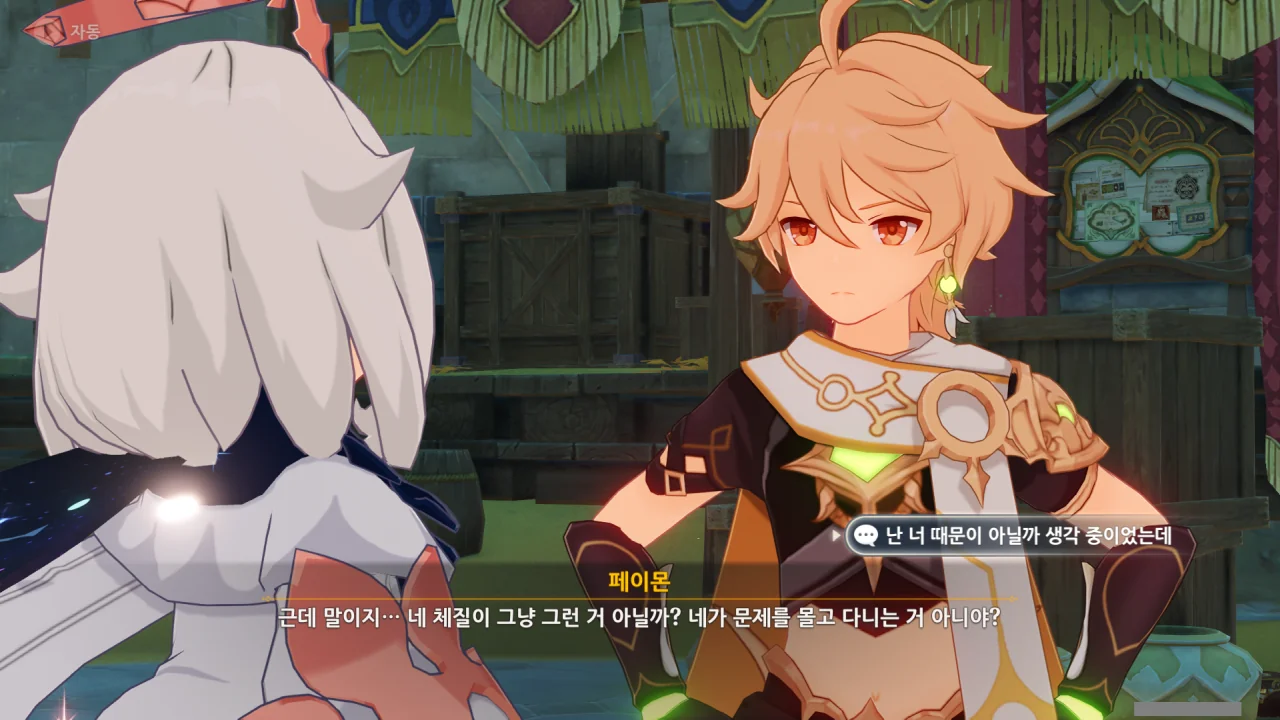 자동
난 너 때문이 아닐까 생각 중이었는데
페이몬
근데 말이지… 네 체질이 그냥 그런 거 아닐까? 네가 문제를 몰고 다니는 거 아니야?